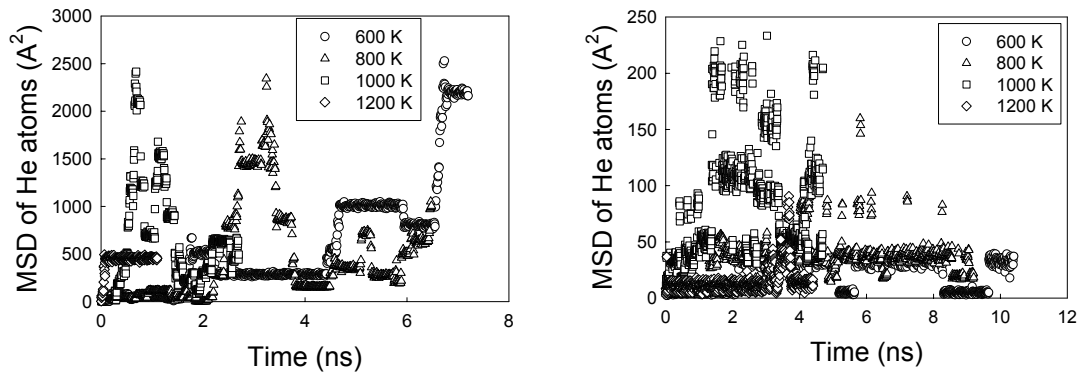 MSD of He atoms (A²)
3000
2500
2000
1500
1000
500
0
0 2 4 6 8
Time (ns)
600 K
800 K
1000 K
1200 K
MSD of He atoms (A²)
250
200
150
100
50
0
0 2 4 6 8 10 12
Time (ns)
600 K
800 K
1000 K
1200 K